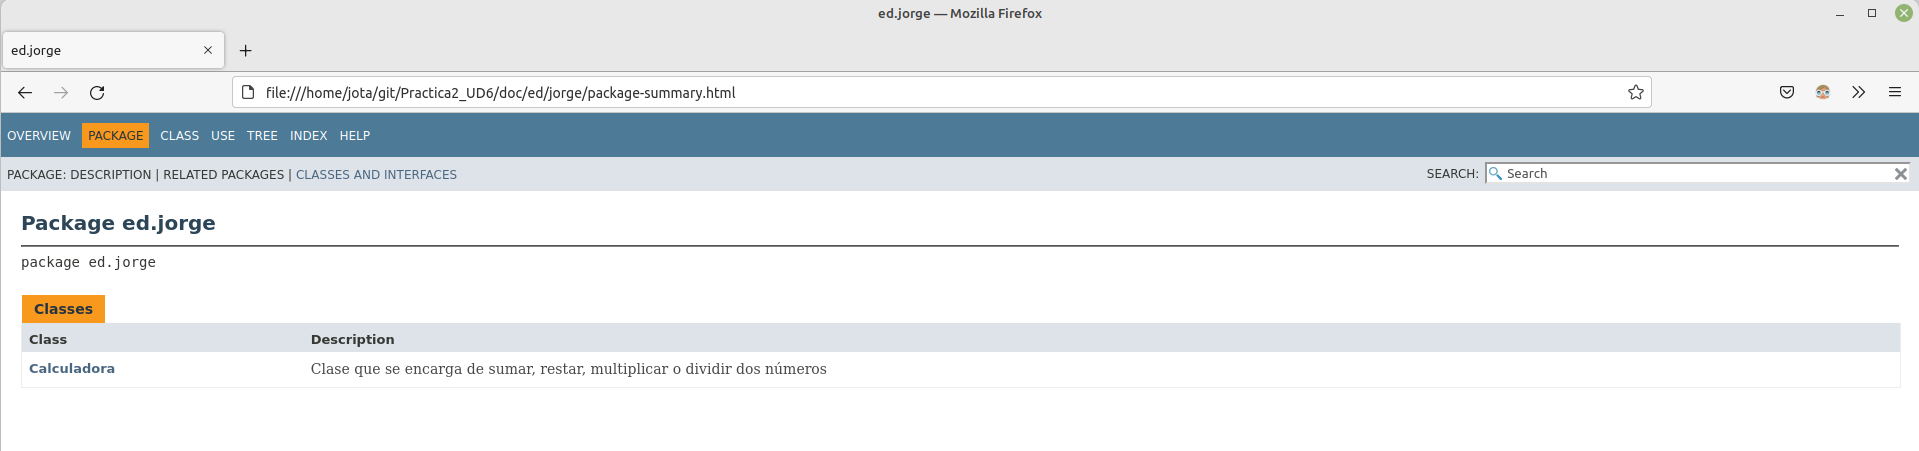 ed.jorge — Mozilla Firefox
ed.jorge
file:///home/jota/git/Practica2_UD6/doc/ed/jorge/package-summary.html
OVERVIEW PACKAGE CLASS USE TREE INDEX HELP
PACKAGE: DESCRIPTION | RELATED PACKAGES | CLASSES AND INTERFACES SEARCH: Search
Package ed.jorge
package ed.jorge
Classes
Class Description
Calculadora Clase que se encarga de sumar, restar, multiplicar o dividir dos números